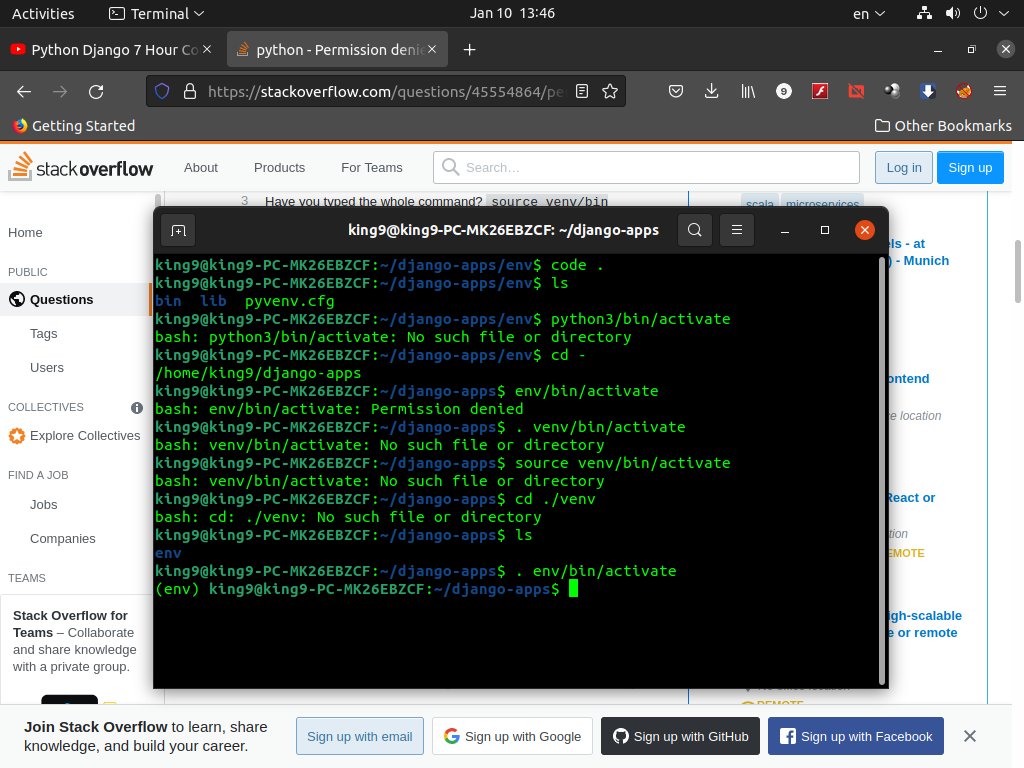 Activities Terminal Jan 10 13:46 en
Python Django 7 Hour Co python - Permission denie
https://stackoverflow.com/questions/45554864/pe 9
Getting Started Other Bookmarks
stackoverflow About Products For Teams Search… Log in Sign up
3 Have you typed the whole command? source venv/bin
scala microservices
king9@king9-PC-MK26EBZCF: ~/django-apps
king9@king9-PC-MK26EBZCF:~/django-apps/env$ code .
king9@king9-PC-MK26EBZCF:~/django-apps/env$ ls
bin lib pyvenv.cfg
king9@king9-PC-MK26EBZCF:~/django-apps/env$ python3/bin/activate
bash: python3/bin/activate: No such file or directory
king9@king9-PC-MK26EBZCF:~/django-apps/env$ cd -
/home/king9/django-apps
king9@king9-PC-MK26EBZCF:~/django-apps$ env/bin/activate
bash: env/bin/activate: Permission denied
king9@king9-PC-MK26EBZCF:~/django-apps$ . venv/bin/activate
bash: venv/bin/activate: No such file or directory
king9@king9-PC-MK26EBZCF:~/django-apps$ source venv/bin/activate
bash: venv/bin/activate: No such file or directory
king9@king9-PC-MK26EBZCF:~/django-apps$ cd ./venv
bash: cd: ./venv: No such file or directory
king9@king9-PC-MK26EBZCF:~/django-apps$ ls
env
king9@king9-PC-MK26EBZCF:~/django-apps$ . env/bin/activate
(env) king9@king9-PC-MK26EBZCF:~/django-apps$
Home
PUBLIC
Questions
Tags
Users
COLLECTIVES
Explore Collectives
FIND A JOB
Jobs
Companies
TEAMS
Stack Overflow for
Teams – Collaborate
and share knowledge
with a private group.
els - at
) - Munich
ontend
ce location
React or
tion
EMOTE
igh-scalable
e or remote
REMOTE
Join Stack Overflow to learn, share
knowledge, and build your career.
Sign up with email Sign up with Google Sign up with GitHub Sign up with Facebook